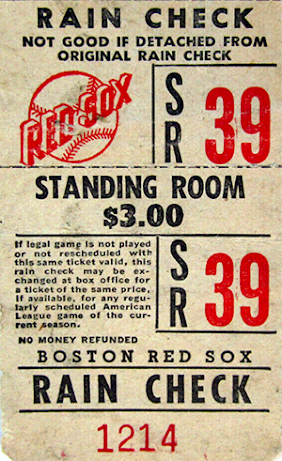 RAIN CHECK
NOT GOOD IF DETACHED FROM
ORIGINAL RAIN CHECK
RED SOX
SR 39
STANDING ROOM
$3.00
If legal game is not played
or not rescheduled with
this same ticket valid, this
rain check may be ex-
changed at box office for
a ticket of the same price,
If available, for any regu-
larly scheduled American
League game of the cur-
rent season.
SR 39
NO MONEY REFUNDED
BOSTON RED SOX
RAIN CHECK
1214